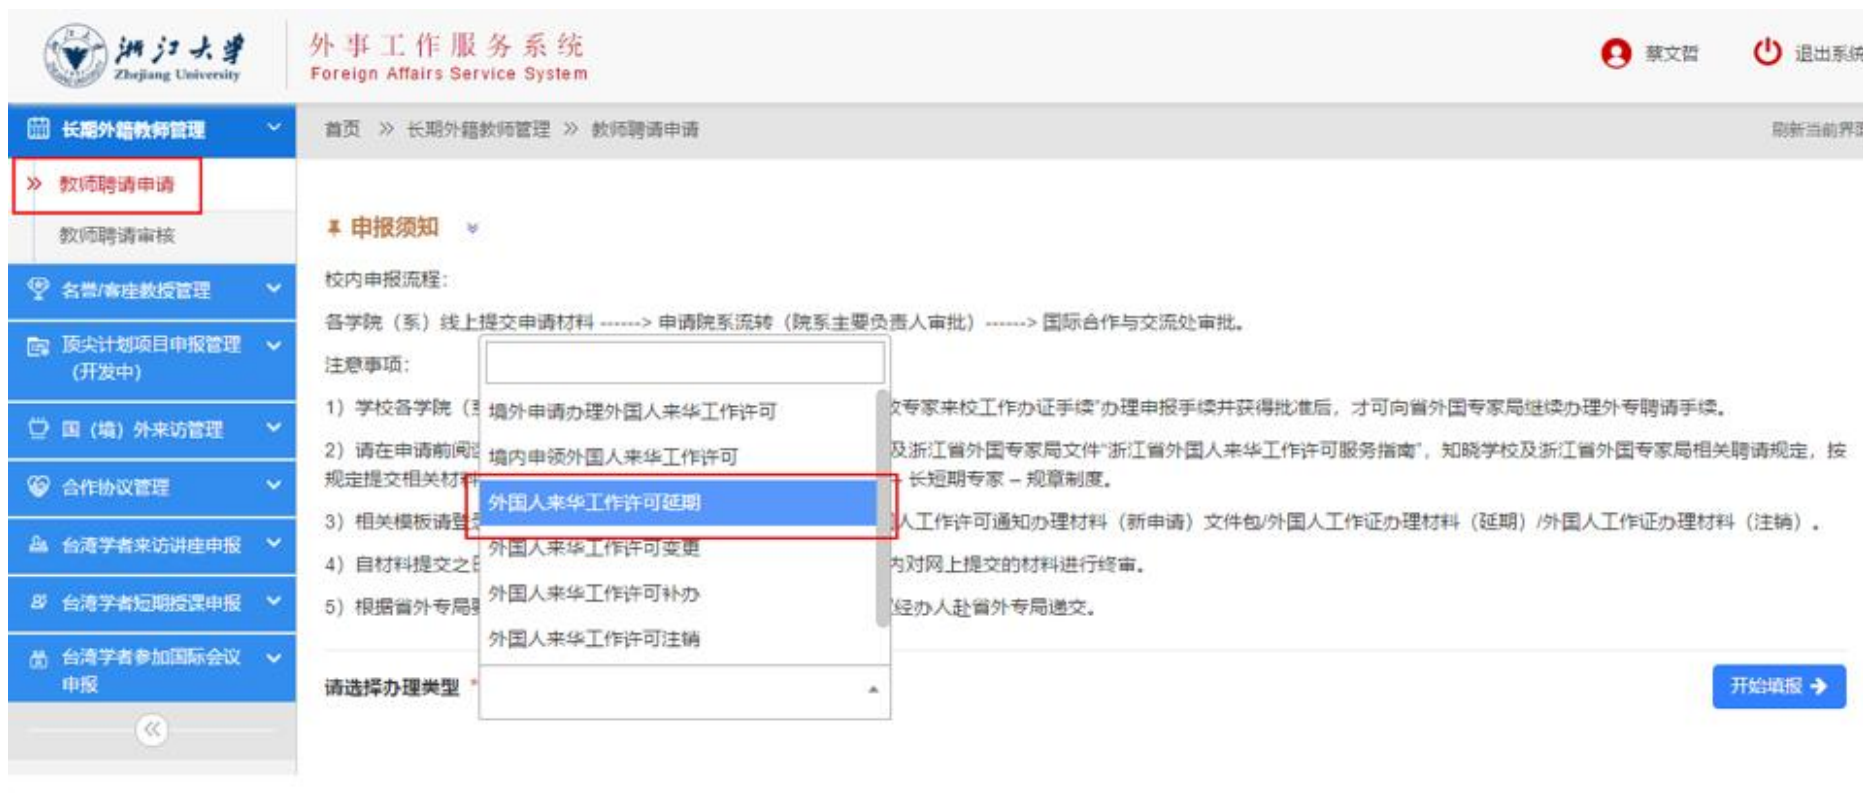 浙江大学
Zhejiang University
外事工作服务系统
Foreign Affairs Service System
蔡文哲
退出系统
长期外籍教师管理
首页 >> 长期外籍教师管理 >> 教师聘请申请
刷新当前界面
教师聘请申请
教师聘请审核
名誉/客座教授管理
顶尖计划项目申报管理
(开发中)
国（境）外来访管理
合作协议管理
台湾学者来访讲座申报
台湾学者短期授课申报
台湾学者参加国际会议
申报
申报须知
校内申报流程：
各学院（系）线上提交申请材料 ------> 申请院系流转（院系主要负责人审批）------> 国际合作与交流处审批。
注意事项：
1）学校各学院（ 专家来校工作办证手续”办理申报手续并获得批准后，才可向省外国专家局继续办理外专聘请手续。
2）请在申请前阅 及浙江省外国专家局文件“浙江省外国人来华工作许可服务指南”，知晓学校及浙江省外国专家局相关聘请规定，按
规定提交相关材料 – 长短期专家 – 规章制度。
3）相关模板请登 人工作许可通知办理材料（新申请）文件包/外国人工作证办理材料（延期）/外国人工作证办理材料（注销）.
4）自材料提交之 内对网上提交的材料进行终审。
5）根据省外专局 经办人赴省外专局递交。
境外申请办理外国人来华工作许可
境内申领外国人来华工作许可
外国人来华工作许可延期
外国人来华工作许可变更
外国人来华工作许可补办
外国人来华工作许可注销
请选择办理类型 *
开始填报